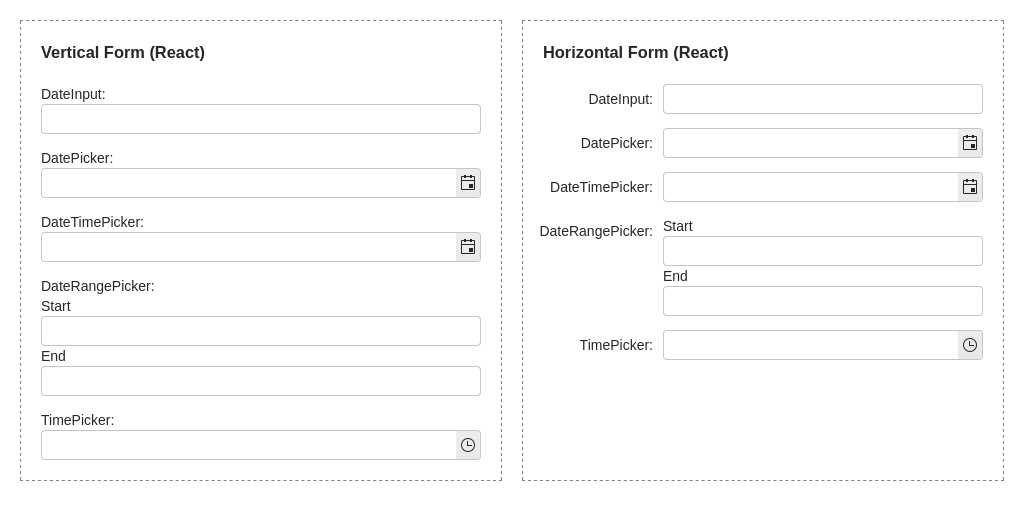 Vertical Form (React)
DateInput:
DatePicker:
DateTimePicker:
DateRangePicker:
Start
End
TimePicker:
Horizontal Form (React)
DateInput:
DatePicker:
DateTimePicker:
DateRangePicker:
Start
End
TimePicker: